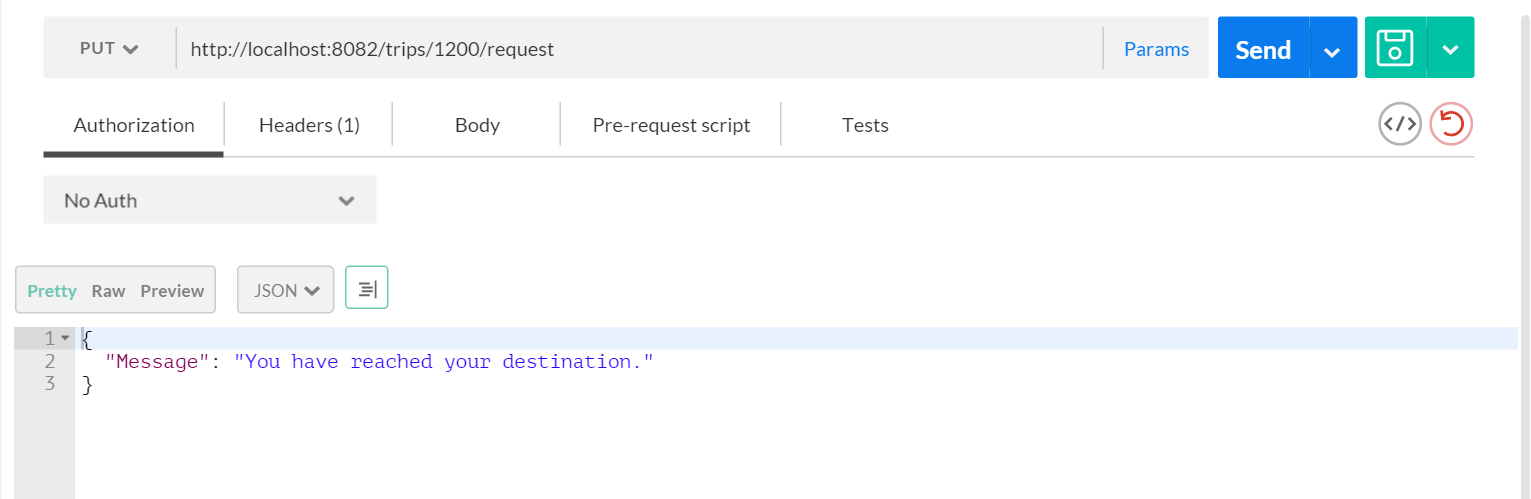 PUT http://localhost:8082/trips/1200/request Params Send
Authorization Headers (1) Body Pre-request script Tests </>
No Auth
Pretty Raw Preview JSON
1 {
2 "Message": "You have reached your destination."
3 }